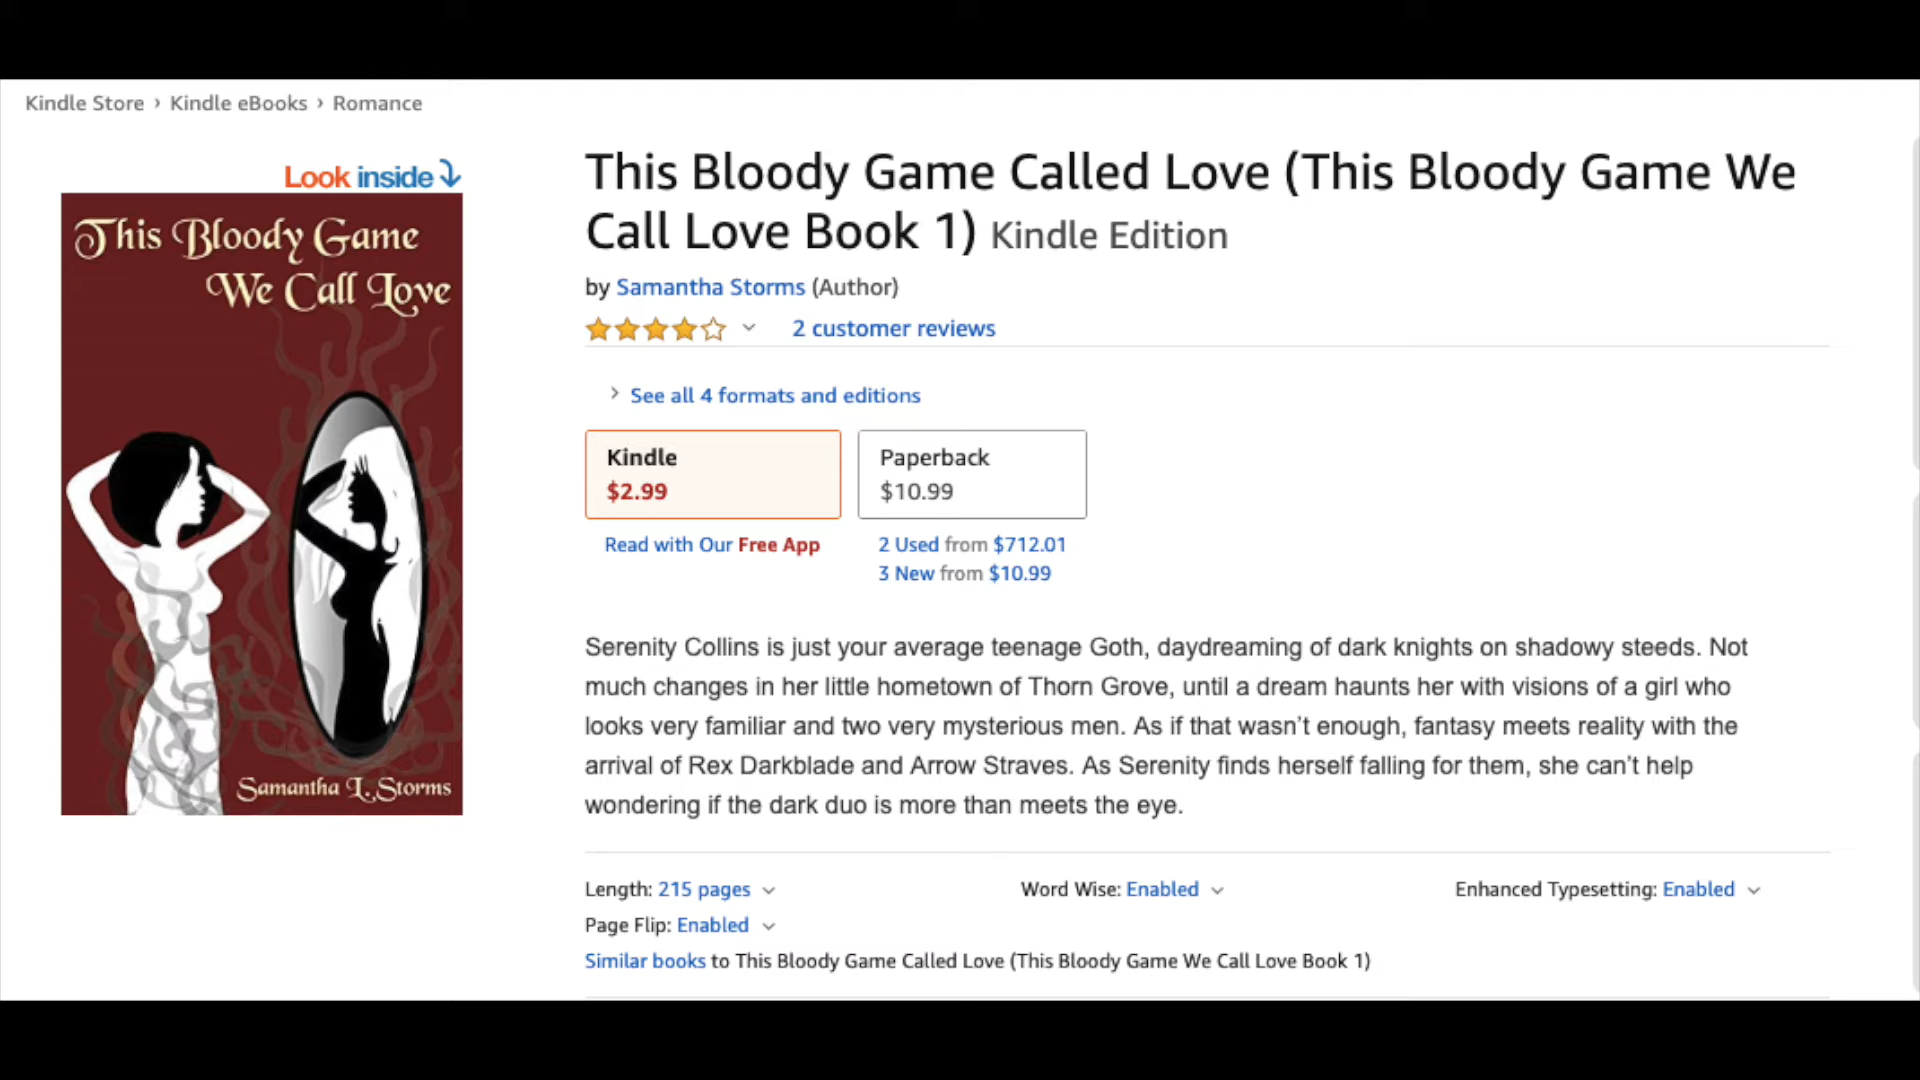 Kindle Store › Kindle eBooks › Romance
Look inside
This Bloody Game
We Call Love
Samantha L. Storms
This Bloody Game Called Love (This Bloody Game We
Call Love Book 1) Kindle Edition
by Samantha Storms (Author)
2 customer reviews
See all 4 formats and editions
Kindle
$2.99
Paperback
$10.99
Read with Our Free App
2 Used from $712.01
3 New from $10.99
Serenity Collins is just your average teenage Goth, daydreaming of dark knights on shadowy steeds. Not
much changes in her little hometown of Thorn Grove, until a dream haunts her with visions of a girl who
looks very familiar and two very mysterious men. As if that wasn't enough, fantasy meets reality with the
arrival of Rex Darkblade and Arrow Straves. As Serenity finds herself falling for them, she can't help
wondering if the dark duo is more than meets the eye.
Length: 215 pages
Word Wise: Enabled
Enhanced Typesetting: Enabled
Page Flip: Enabled
Similar books to This Bloody Game Called Love (This Bloody Game We Call Love Book 1)